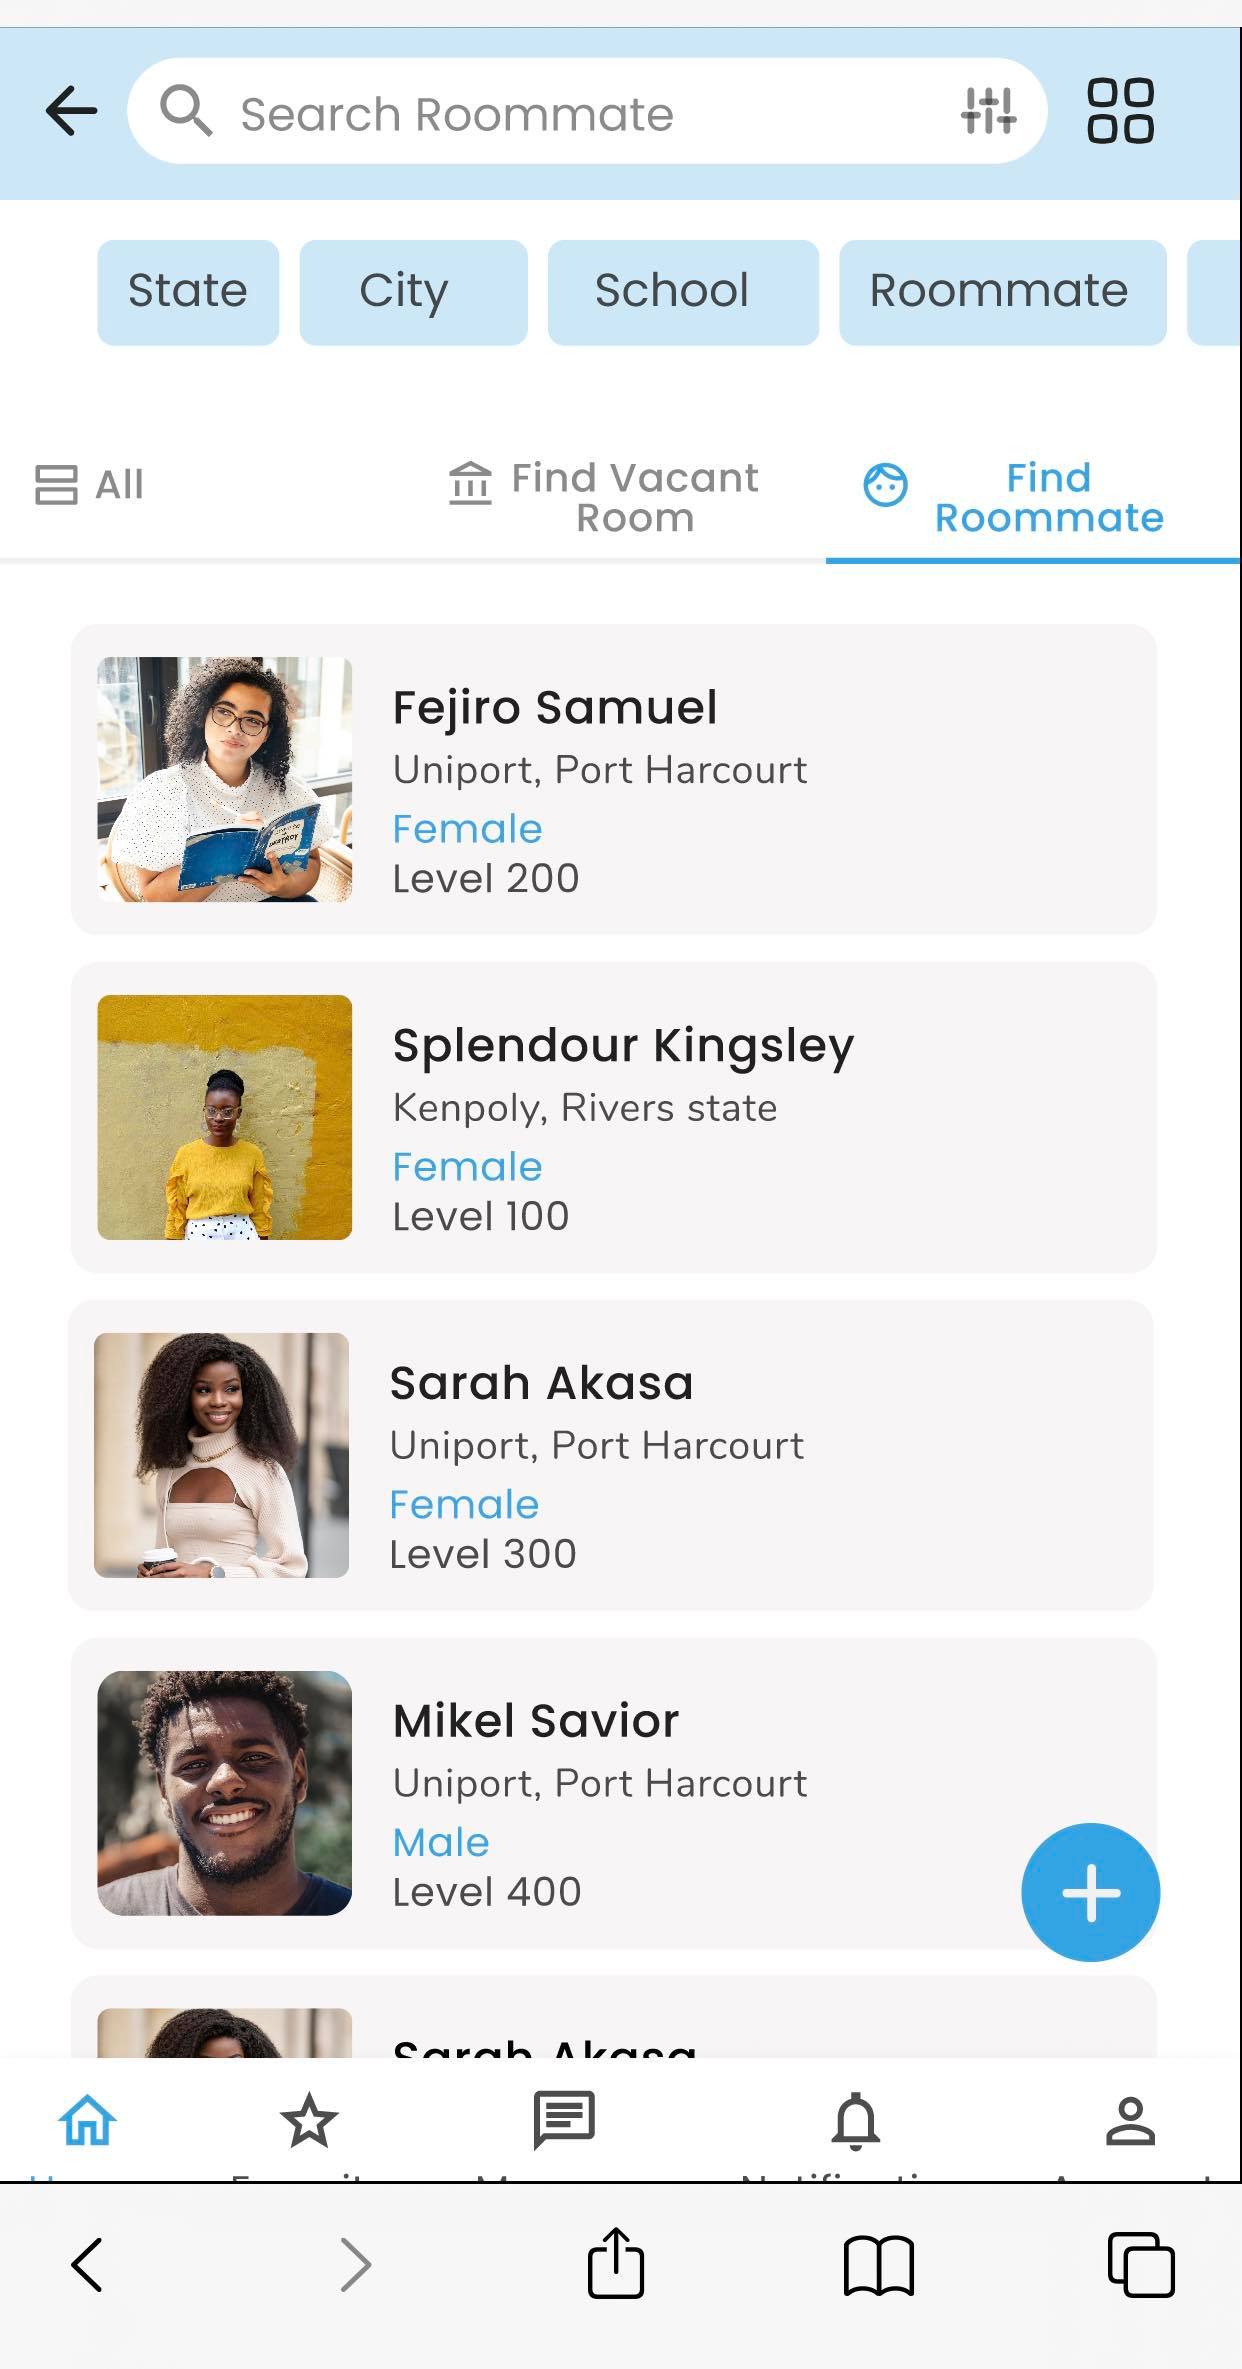 Search Roommate
State
City
School
Roommate
All
Find Vacant
Room
Find
Roommate
Fejiro Samuel
Uniport, Port Harcourt
Female
Level 200
Splendour Kingsley
Kenpoly, Rivers state
Female
Level 100
Sarah Akasa
Uniport, Port Harcourt
Female
Level 300
Mikel Savior
Uniport, Port Harcourt
Male
Level 400
Sarah Akasa